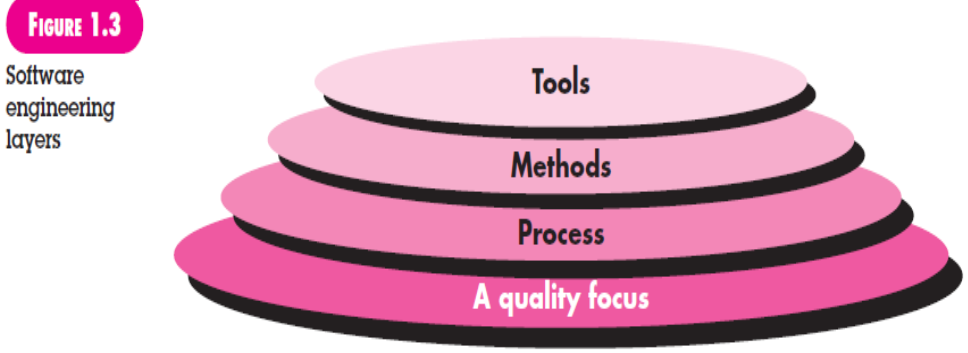 FIGURE 1.3
Software
engineering
layers
Tools
Methods
Process
A quality focus